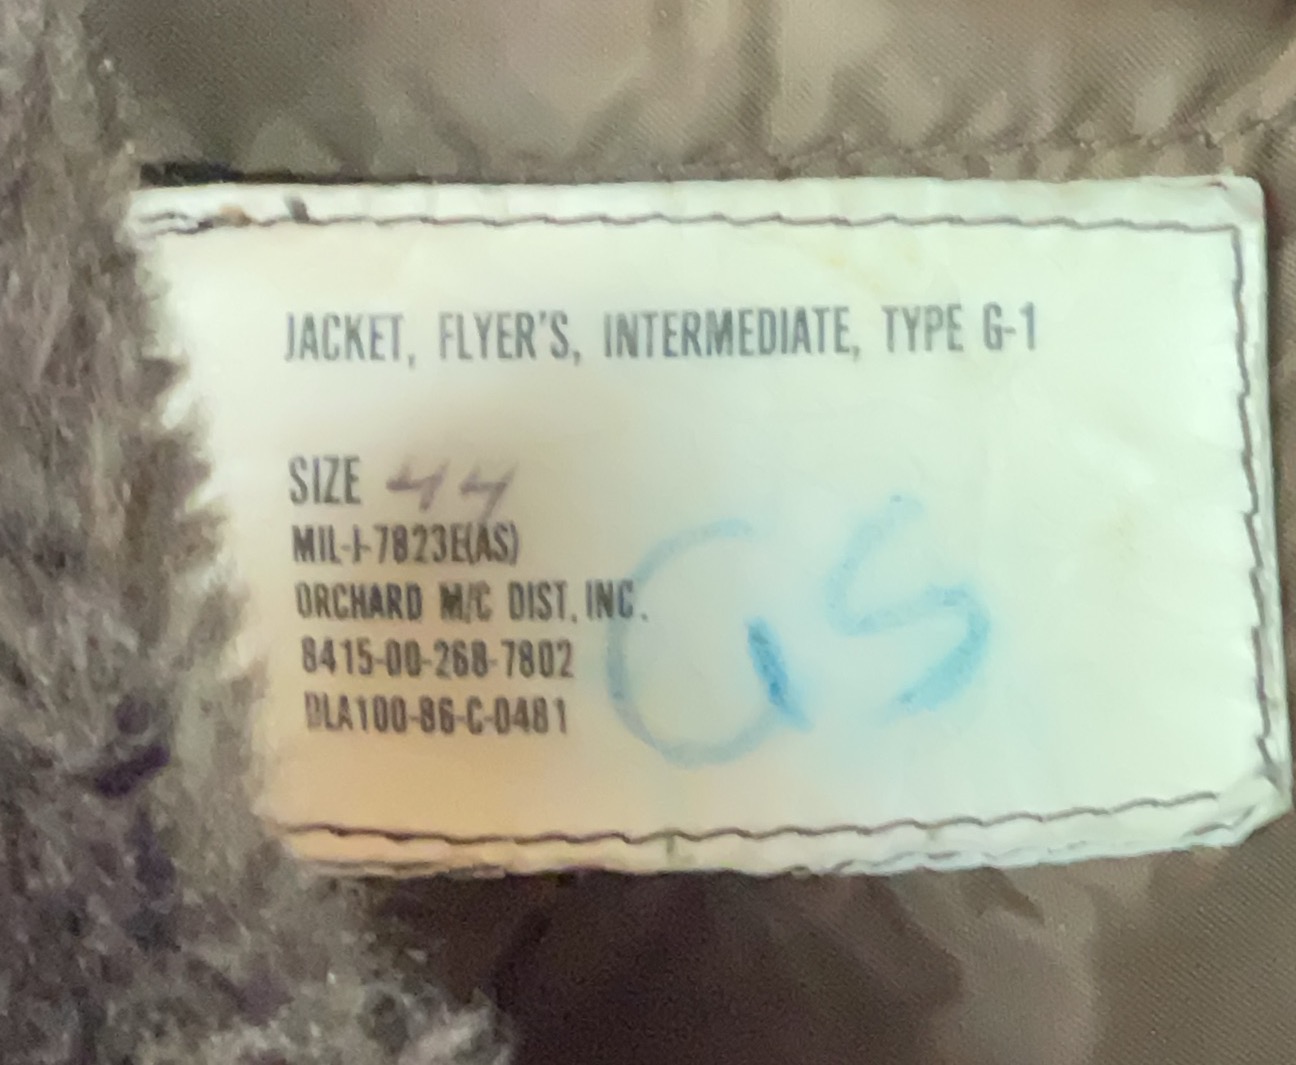 JACKET, FLYER'S, INTERMEDIATE, TYPE G-1
SIZE 44
MIL-J-7823E(AS)
ORCHARD M/C DIST, INC.
8415-00-268-7802
DLA100-86-C-0481
GS